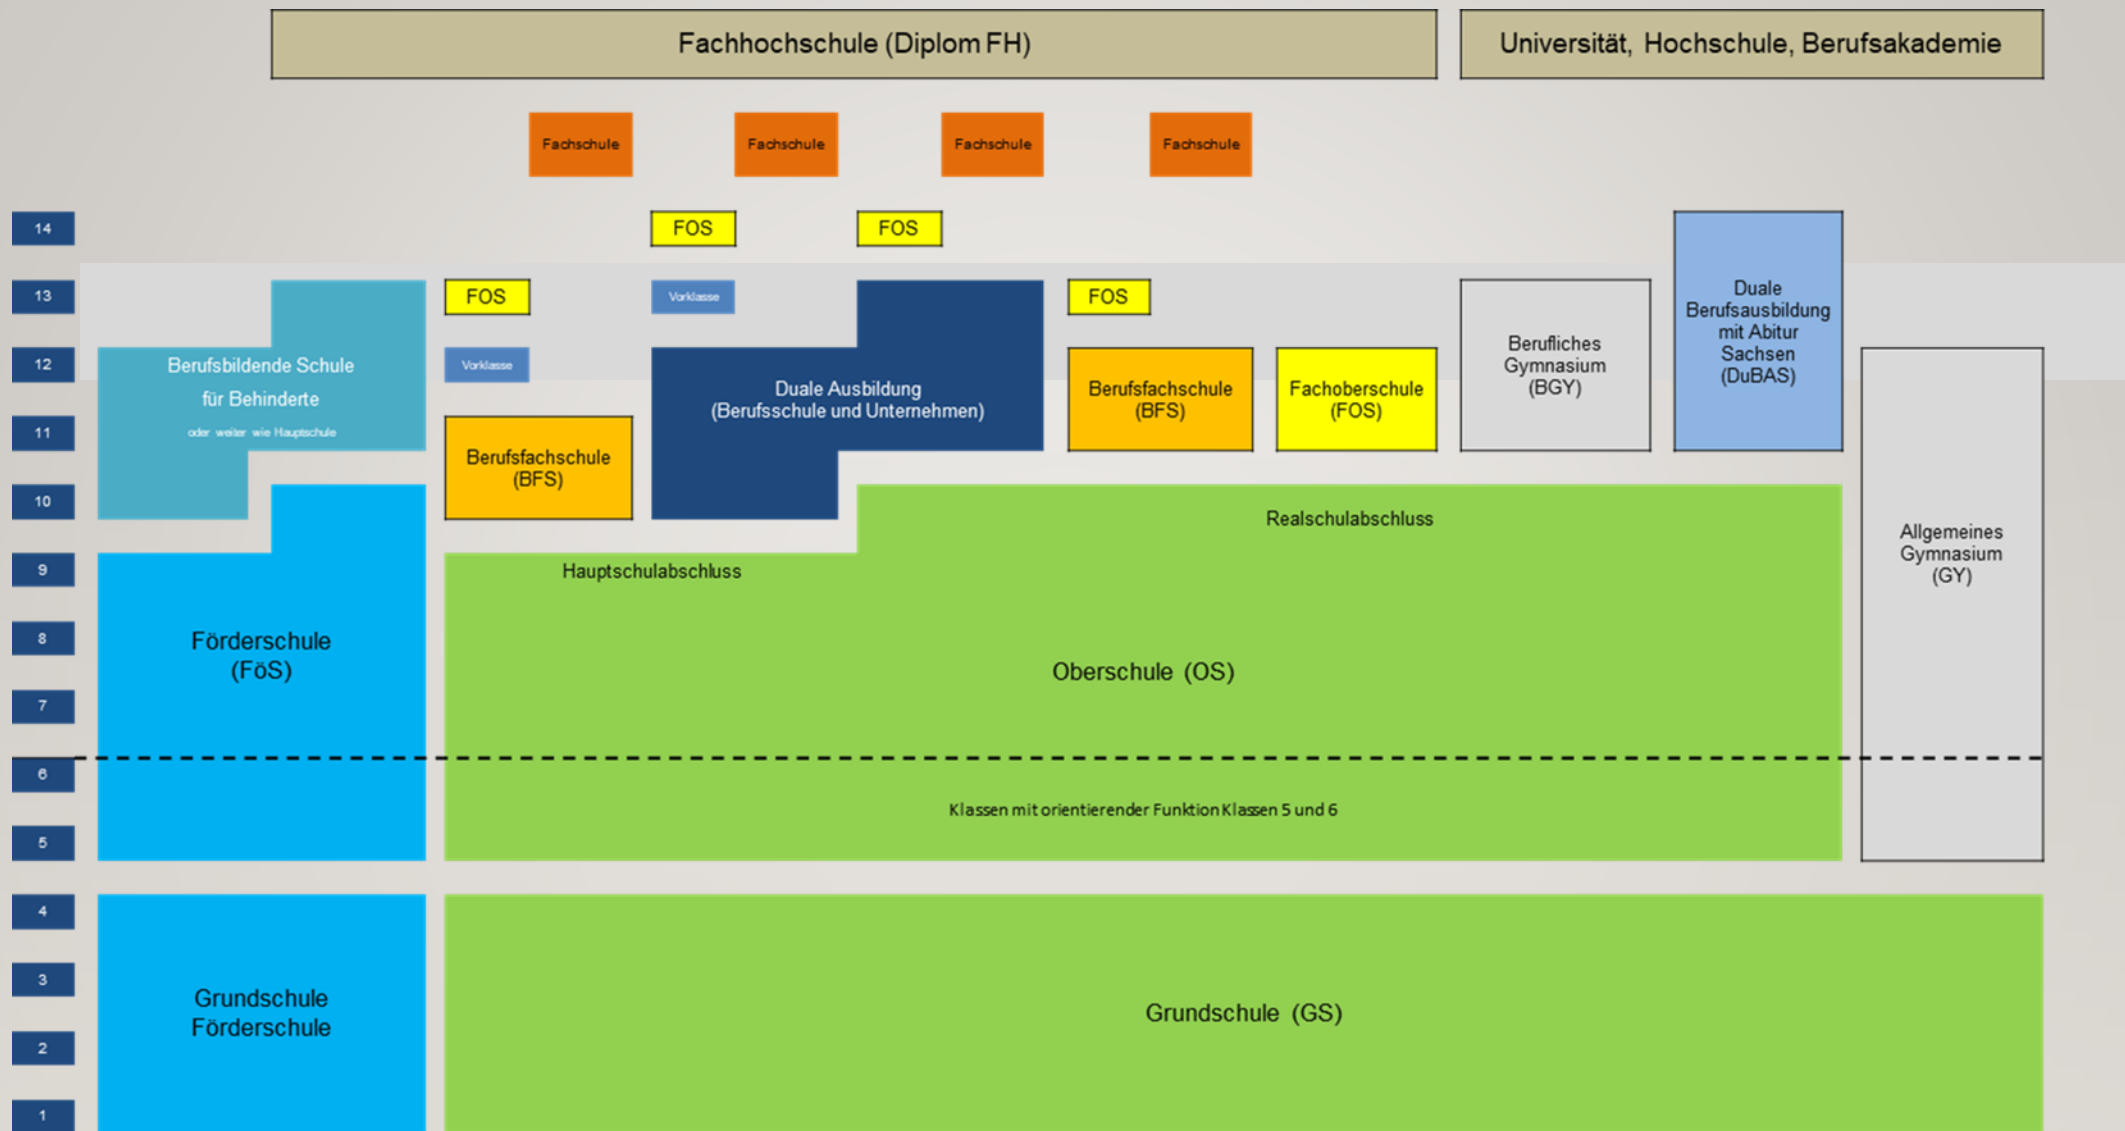 Fachhochschule (Diplom FH)
Universität, Hochschule, Berufsakademie
Fachschule
Fachschule
Fachschule
Fachschule
14
FOS
FOS
13
FOS
Vorklasse
FOS
Duale
Berufsausbildung
mit Abitur
Sachsen
(DuBAS)
12
Berufsbildende Schule
für Behinderte
oder weiter wie Hauptschule
Vorklasse
Duale Ausbildung
(Berufsschule und Unternehmen)
Berufsfachschule
(BFS)
Fachoberschule
(FOS)
Berufliches
Gymnasium
(BGY)
11
Berufsfachschule
(BFS)
10
Realschulabschluss
Allgemeines
Gymnasium
(GY)
9
Hauptschulabschluss
8
Förderschule
(FöS)
Oberschule (OS)
7
6
Klassen mit orientierender Funktion Klassen 5 und 6
5
4
3
Grundschule
Förderschule
Grundschule (GS)
2
1